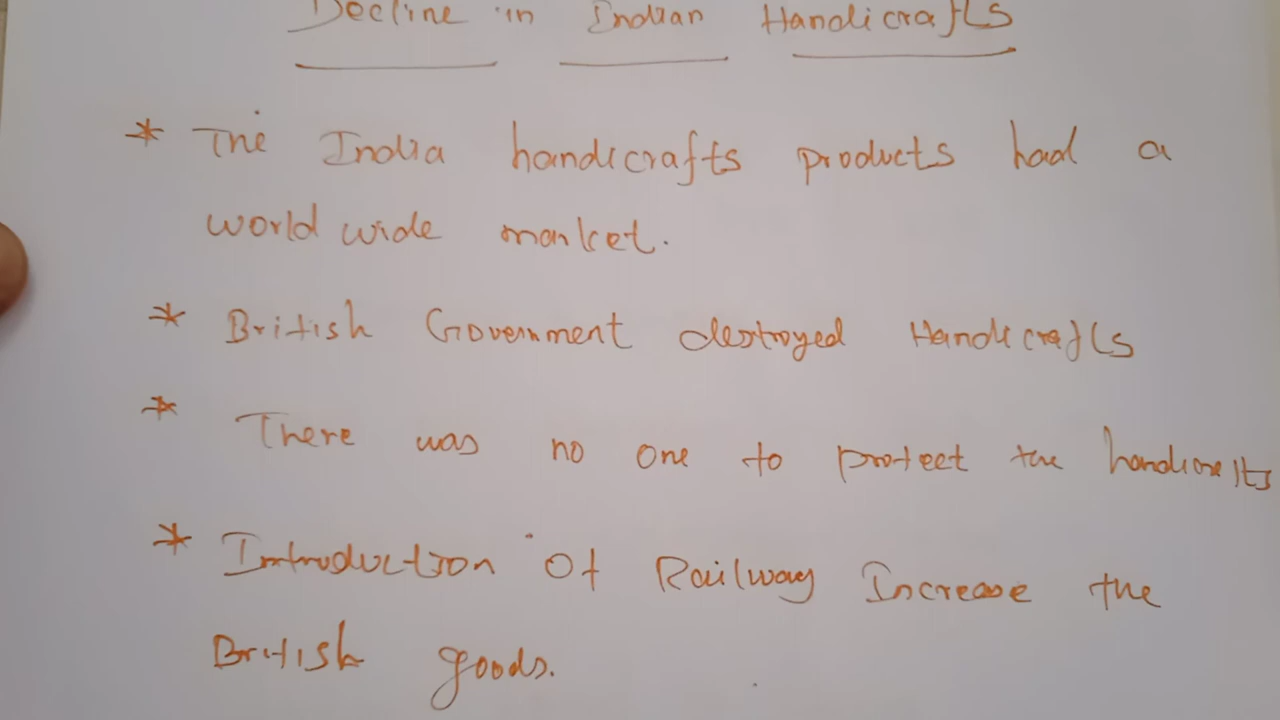 Decline in Indian Handicrafts
* The India handicrafts products had a
world wide market.
* British Government destroyed Handicrafts
* There was no one to protect the handicrafts
* Introduction of Railway Increase the
British goods.